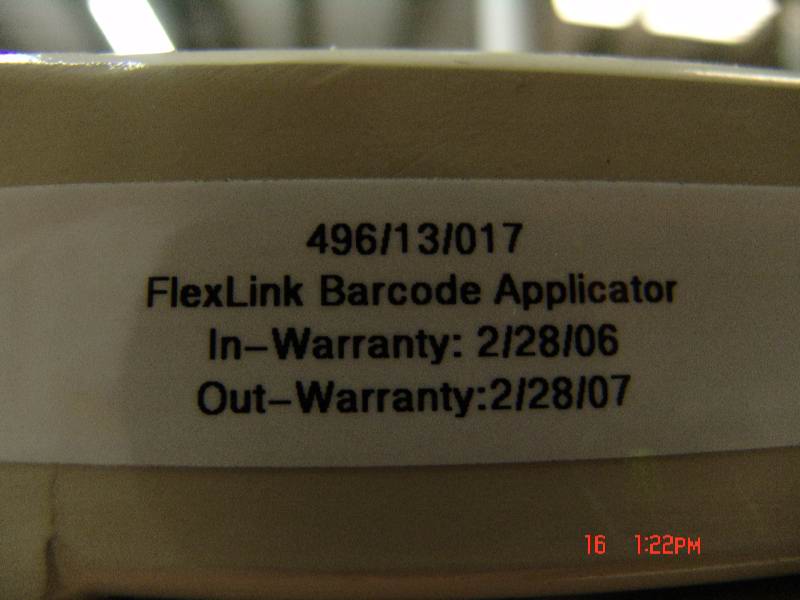 496/13/017
FlexLink Barcode Applicator
In-Warranty: 2/28/06
Out-Warranty:2/28/07
16 1:22PM